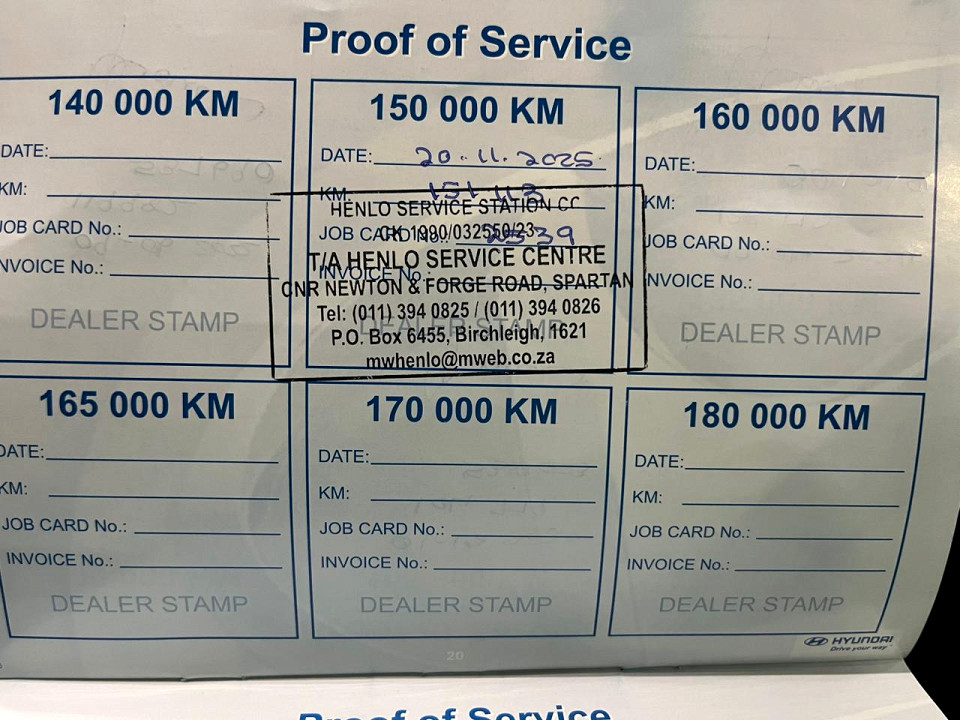 Proof of Service
140 000 KM
DATE:
KM:
JOB CARD No.:
INVOICE No.:
DEALER STAMP
150 000 KM
DATE: 20.11.2025
KM:
JOB CARD No.:
INVOICE No.:
DEALER STAMP
HENLO SERVICE STATION CC
CK 1990/032550/23
T/A HENLO SERVICE CENTRE
CNR NEWTON & FORGE ROAD, SPARTAN
Tel: (011) 394 0825 / (011) 394 0826
P.O. Box 6455, Birchleigh, 1621
mwhenlo@mweb.co.za
160 000 KM
DATE:
KM:
JOB CARD No.:
INVOICE No.:
DEALER STAMP
165 000 KM
DATE:
KM:
JOB CARD No.:
INVOICE No.:
DEALER STAMP
170 000 KM
DATE:
KM:
JOB CARD No.:
INVOICE No.:
DEALER STAMP
180 000 KM
DATE:
KM:
JOB CARD No.:
INVOICE No.:
DEALER STAMP
HYUNDAI
Drive your way
20
Proof of Service